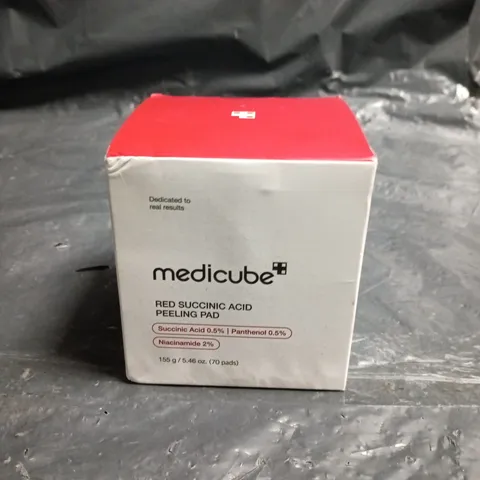 Dedicated to
real results
medicube
RED SUCCINIC ACID
PEELING PAD
Succinic Acid 0.5% | Panthenol 0.5%
Niacinamide 2%
155 g / 5.46 oz. (70 pads)